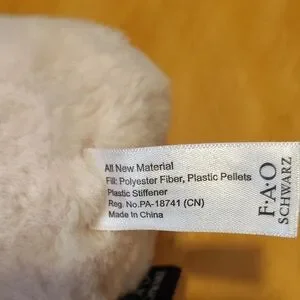 All New Material
Fill: Polyester Fiber, Plastic Pellets
Plastic Stiffener
Reg. No.PA-18741 (CN)
Made in China
F·A·O
SCHWARZ